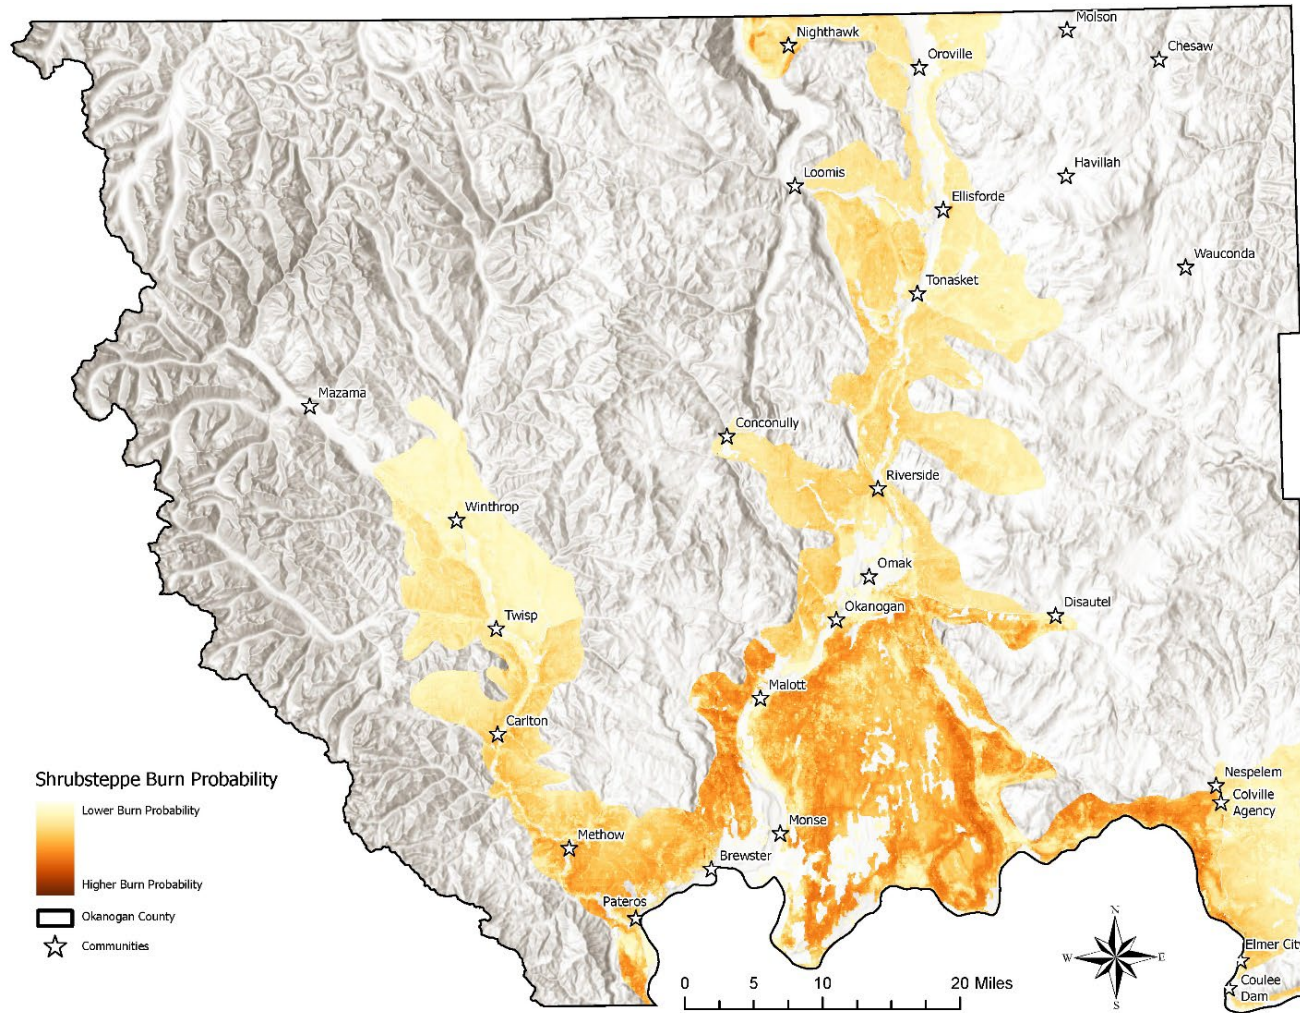 Molson
Nighthawk
Oroville
Chesaw
Loomis
Havillah
Ellisforde
Wauconda
Tonasket
Mazama
Conconully
Riverside
Winthrop
Omak
Okanogan
Disautel
Twisp
Malott
Carlton
Shrubsteppe Burn Probability
Lower Burn Probability
Higher Burn Probability
Okanogan County
Communities
Nespelem
Colville
Agency
Monse
Methow
Brewster
Pateros
Elmer City
Coulee
Dam
N
W
E
S
0 5 10 20 Miles